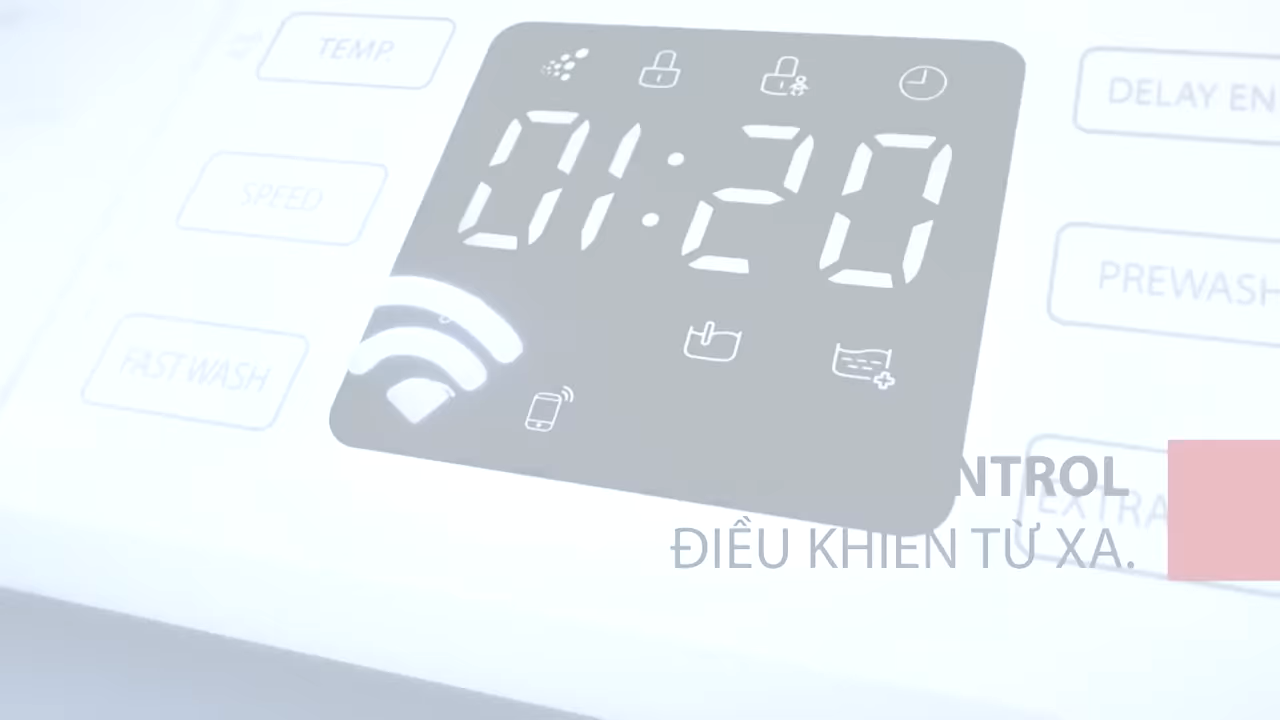 TEMP.
SPEED
FAST WASH
01:20
DELAY EN
PREWASH
EXTRA
NTROL
ĐIỀU KHIỂN TỪ XA.